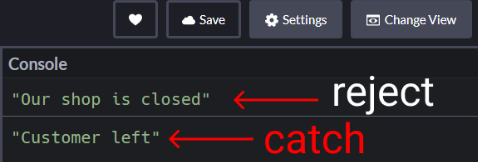 Save Settings Change View
Console
"Our shop is closed" reject
"Customer left" catch